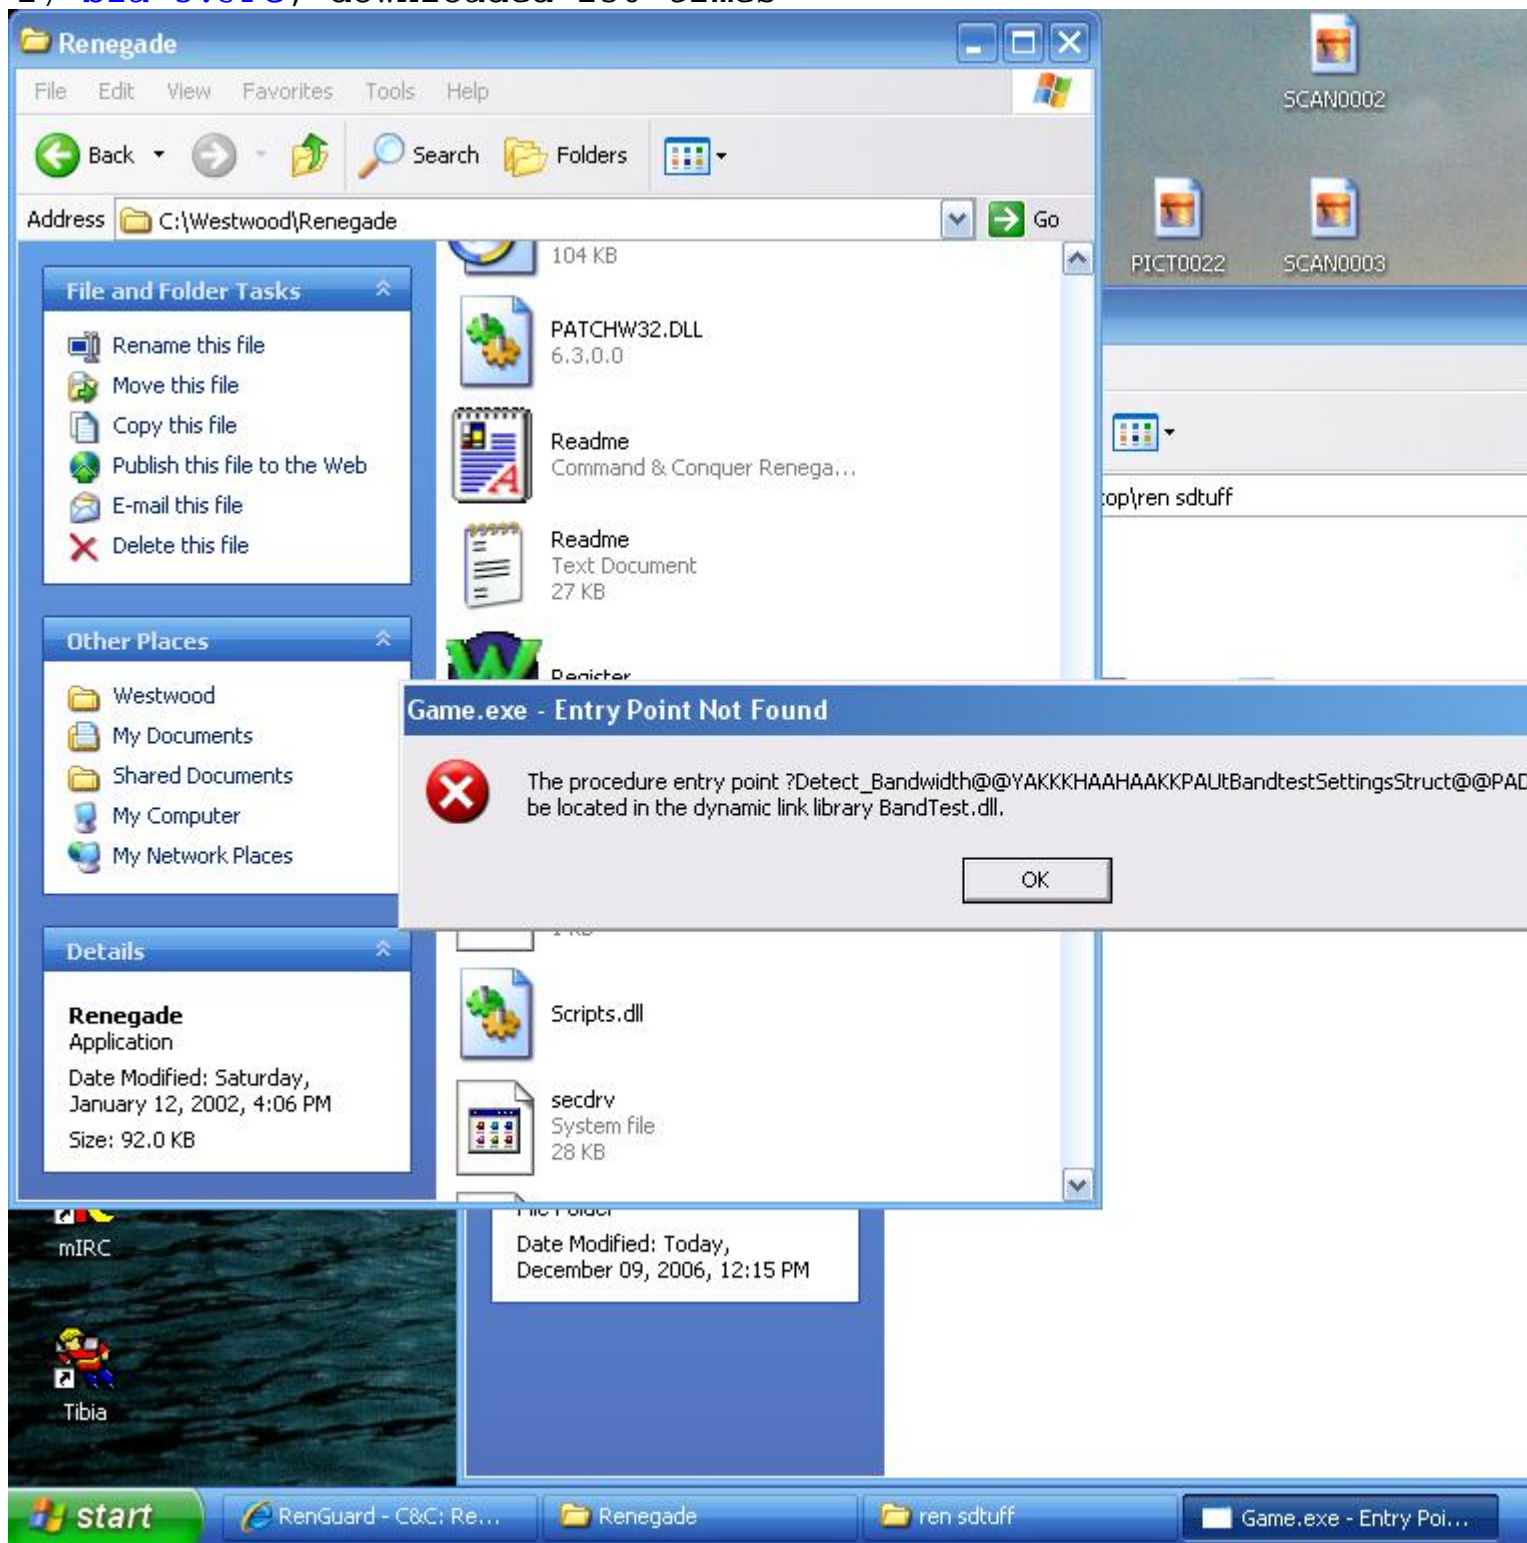 Renegade
File Edit View Favorites Tools Help
Back Search Folders
Address C:\Westwood\Renegade Go
File and Folder Tasks
Rename this file
Move this file
Copy this file
Publish this file to the Web
E-mail this file
Delete this file
Other Places
Westwood
My Documents
Shared Documents
My Computer
My Network Places
Details
Renegade
Application
Date Modified: Saturday,
January 12, 2002, 4:06 PM
Size: 92.0 KB
104 KB
PATCHW32.DLL
6.3.0.0
Readme
Command & Conquer Renega...
Readme
Text Document
27 KB
Register
Scripts.dll
secdrv
System file
28 KB
SCAN0002
PICT0022
SCAN0003
top\ren sdtuff
Game.exe - Entry Point Not Found
The procedure entry point ?Detect_Bandwidth@@YAKKKHAAHAAKKPAUtBandtestSettingsStruct@@PAD
be located in the dynamic link library BandTest.dll.
OK
File Folder
Date Modified: Today,
December 09, 2006, 12:15 PM
mIRC
Tibia
start
RenGuard - C&C: Re...
Renegade
ren sdtuff
Game.exe - Entry Poi...